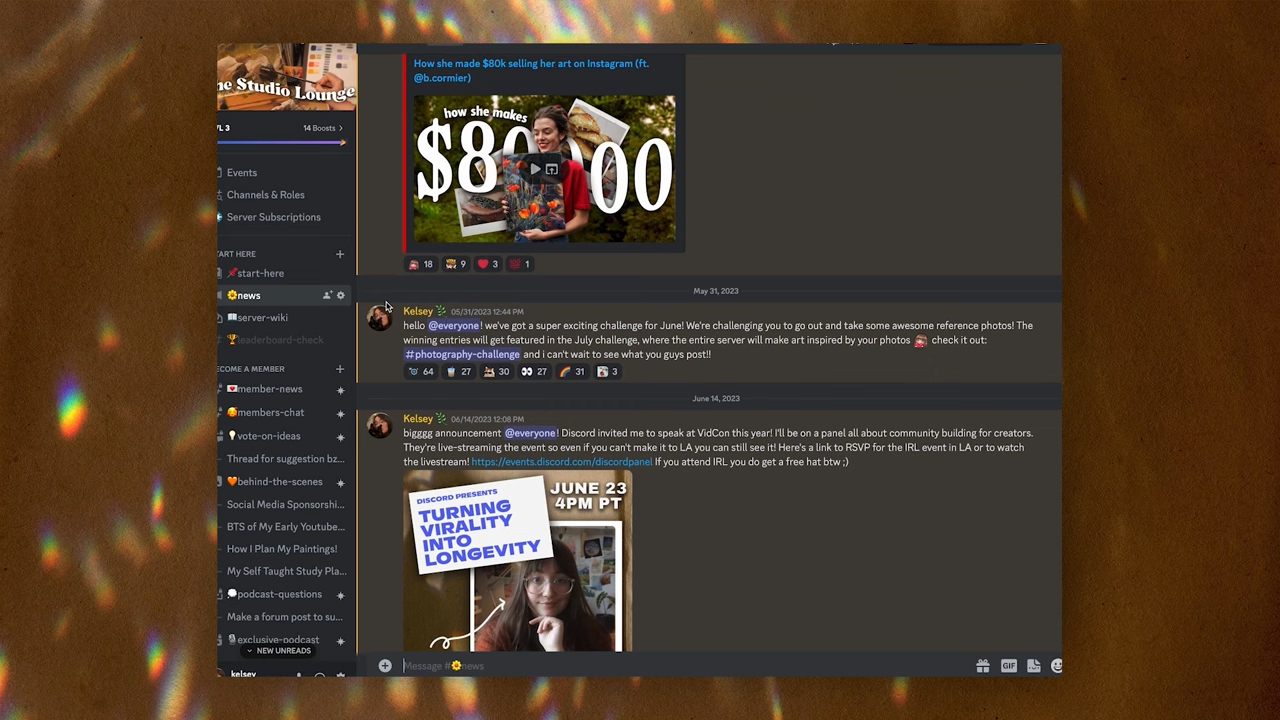 he Studio Lounge
VL 3
14 Boosts
Events
Channels & Roles
Server Subscriptions
TART HERE
start-here
news
server-wiki
leaderboard-check
ECOME A MEMBER
member-news
members-chat
vote-on-ideas
Thread for suggestion bz...
behind-the-scenes
Social Media Sponsorshi...
BTS of My Early Youtube...
How I Plan My Paintings!
My Self Taught Study Pla...
podcast-questions
Make a forum post to su...
exclusive-podcast
NEW UNREADS
kelsey
How she made $80k selling her art on Instagram (ft.
@b.cormier)
how she makes
$80 00
18 9 3 1
May 31, 2023
Kelsey 05/31/2023 12:44 PM
hello @everyone! we've got a super exciting challenge for June! We're challenging you to go out and take some awesome reference photos! The
winning entries will get featured in the July challenge, where the entire server will make art inspired by your photos check it out:
#photography-challenge and i can't wait to see what you guys post!!
64 27 30 27 31 3
June 14, 2023
Kelsey 06/14/2023 12:08 PM
bigggg announcement @everyone! Discord invited me to speak at VidCon this year! I'll be on a panel all about community building for creators.
They're live-streaming the event so even if you can't make it to LA you can still see it! Here's a link to RSVP for the IRL event in LA or to watch
the livestream! https://events.discord.com/discordpanel If you attend IRL you do get a free hat btw ;)
DISCORD PRESENTS
TURNING
VIRALITY
INTO
LONGEVITY
JUNE 23
4PM PT
Message #news
GIF